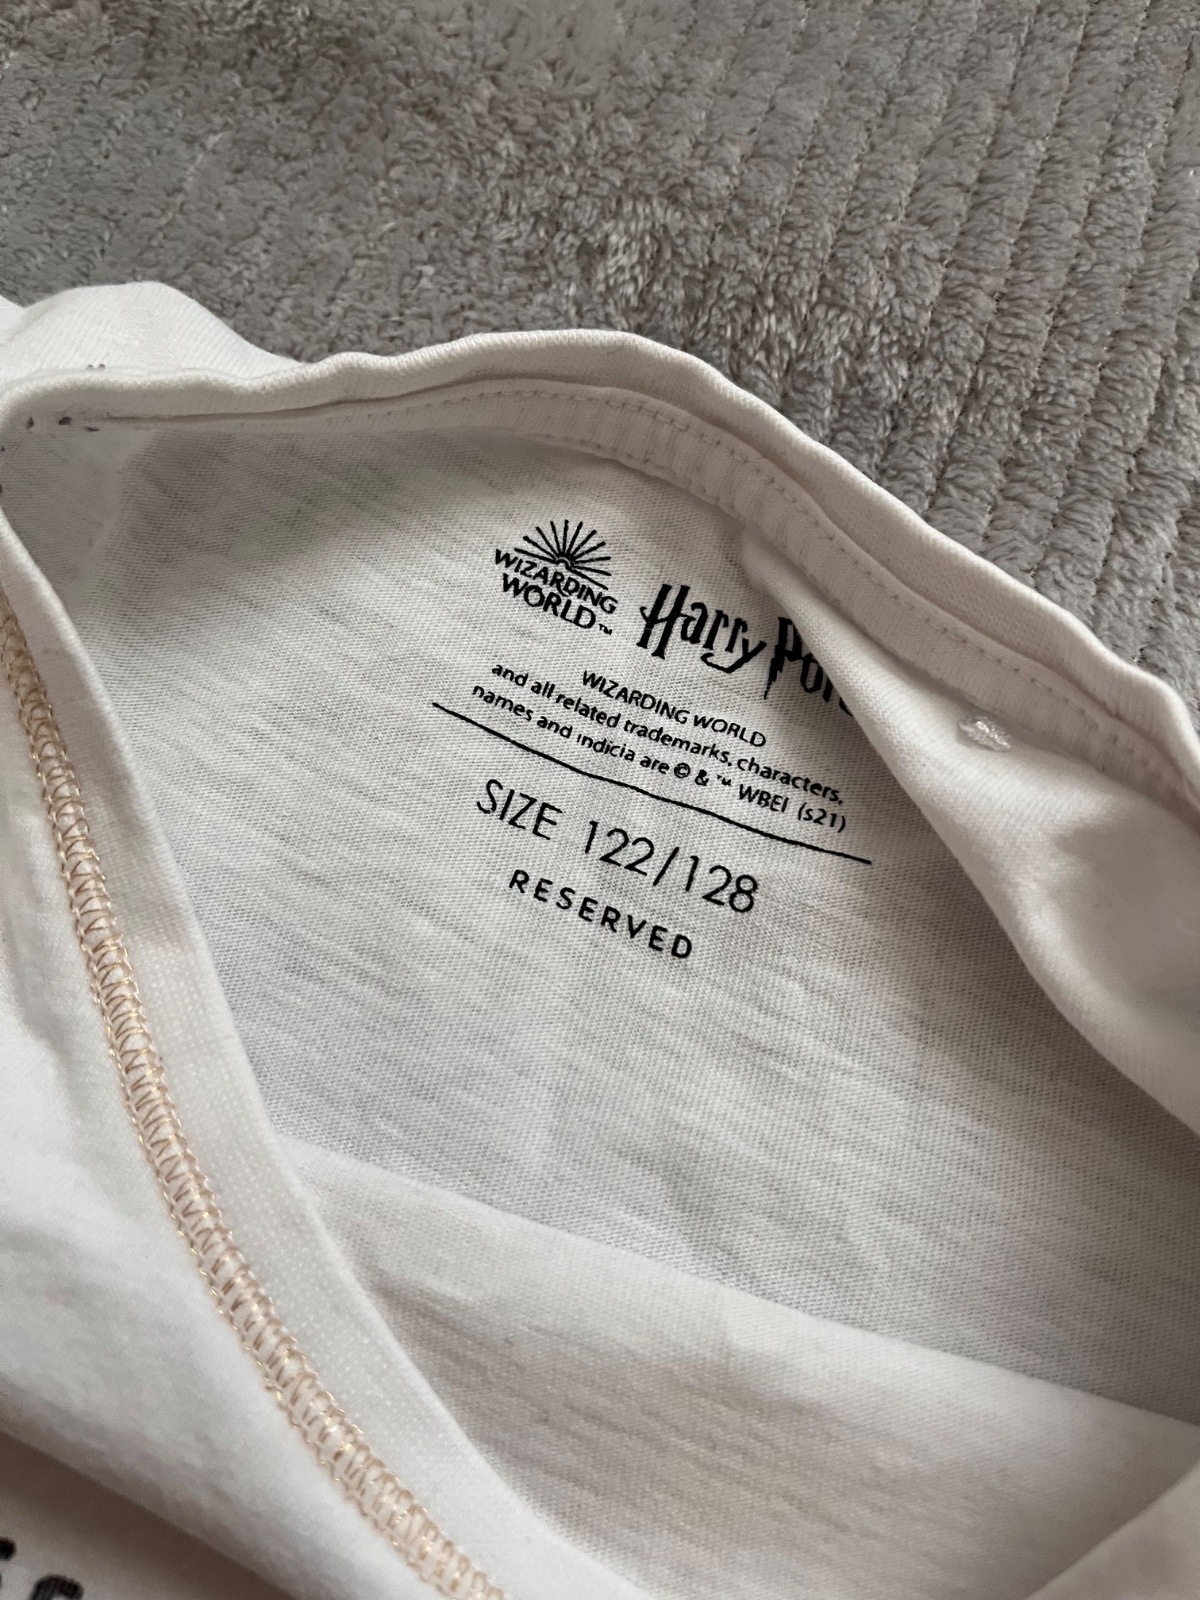 WIZARDING
WORLD™
Harry
WIZARDING WORLD
and all related trademarks, characters,
names and indicia are © & ™ WBEI (s21)
SIZE 122/128
RESERVED